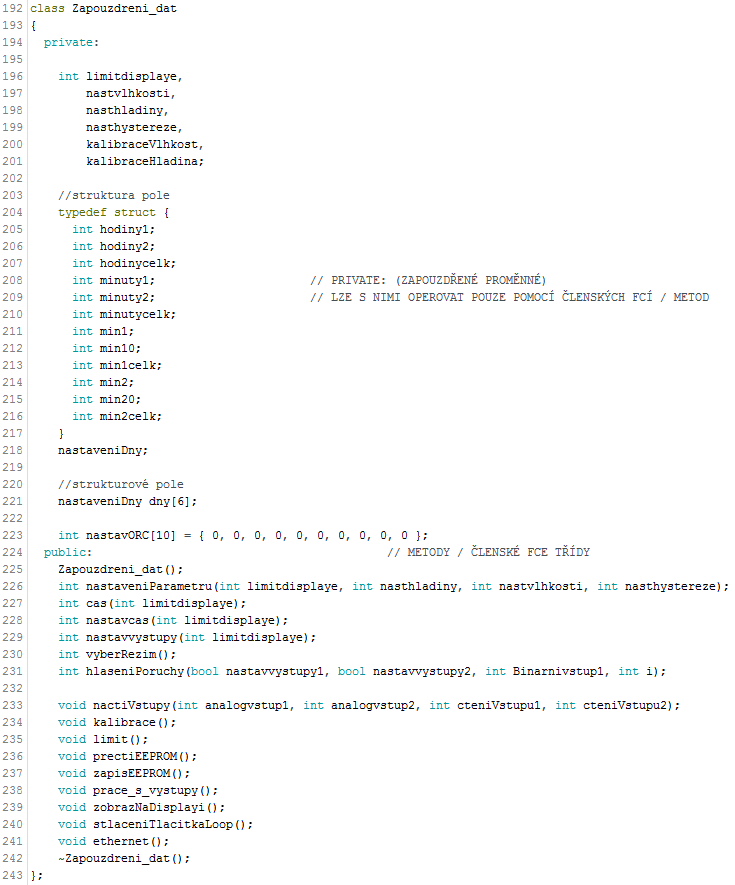 192 class Zapouzdreni_dat
193 {
194   private:
195
196     int limitdisplaye,
197         nastvlhkosti,
198         nasthladiny,
199         nasthystereze,
200         kalibraceVlhkost,
201         kalibraceHladina;
202
203     //struktura pole
204     typedef struct {
205       int hodiny1;
206       int hodiny2;
207       int hodinycelk;
208       int minuty1;                      // PRIVATE: (ZAPOUZDŘENÉ PROMĚNNÉ)
209       int minuty2;                      // LZE S NIMI OPEROVAT POUZE POMOCÍ ČLENSKÝCH FCÍ / METOD
210       int minutycelk;
211       int min1;
212       int min10;
213       int min1celk;
214       int min2;
215       int min20;
216       int min2celk;
217     }
218     nastaveniDny;
219
220     //strukturové pole
221     nastaveniDny dny[6];
222
223     int nastavORC[10] = { 0, 0, 0, 0, 0, 0, 0, 0, 0, 0 };
224   public:                                          // METODY / ČLENSKÉ FCE TŘÍDY
225     Zapouzdreni_dat();
226     int nastaveniParametru(int limitdisplaye, int nasthladiny, int nastvlhkosti, int nasthystereze);
227     int cas(int limitdisplaye);
228     int nastavcas(int limitdisplaye);
229     int nastavvystupy(int limitdisplaye);
230     int vyberRezim();
231     int hlaseniPoruchy(bool nastavvystupy1, bool nastavvystupy2, int Binarnivstup1, int i);
232
233     void nactiVstupy(int analogvstup1, int analogvstup2, int cteniVstupu1, int cteniVstupu2);
234     void kalibrace();
235     void limit();
236     void prectiEEPROM();
237     void zapisEEPROM();
238     void prace_s_vystupy();
239     void zobrazNaDisplayi();
240     void stlaceniTlacitkaLoop();
241     void ethernet();
242     ~Zapouzdreni_dat();
243 };